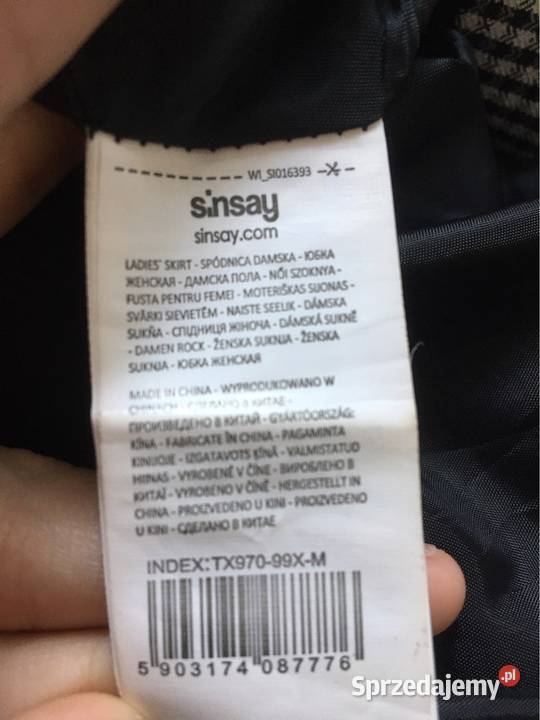 WI_SI016393
sinsay
sinsay.com
LADIES' SKIRT - SPÓDNICA DAMSKA - ЮБКА
ЖЕНСКАЯ - ДАМСКА ПОЛА - NŐI SZOKNYA -
FUSTA PENTRU FEMEI - MOTERIŠKAS SIJONAS -
SVĀRKI SIEVIETĒM - NAISTE SEELIK - DÁMSKA
SUKŇA - СПІДНИЦЯ ЖІНОЧА - DÁMSKÁ SUKNĚ
- DAMEN ROCK - ŽENSKA SUKNJA - ŽENSKA
SUKNJA - ЮБКА ЖЕНСКАЯ
MADE IN CHINA - WYPRODUKOWANO W
CHINACH - СДЕЛАНО В КИТАЕ -
ПРОИЗВЕДЕНО В КИТАЙ - GYÁRTÓORSZÁG:
KÍNA - FABRICATE ÎN CHINA - PAGAMINTA
KINIJOJE - IZGATAVOTS ĶĪNĀ - VALMISTATUD
HIINAS - VYROBENÉ V ČÍNE - ВИРОБЛЕНО В
КИТАЇ - VYROBENO V ČÍNĚ - HERGESTELLT IN
CHINA - PROIZVEDENO U KINI - PROIZVEDENO
U KINI - СДЕЛАНО В КИТАЕ
INDEX:TX970-99X-M
5 903174 087776
Sprzedajemy.pl